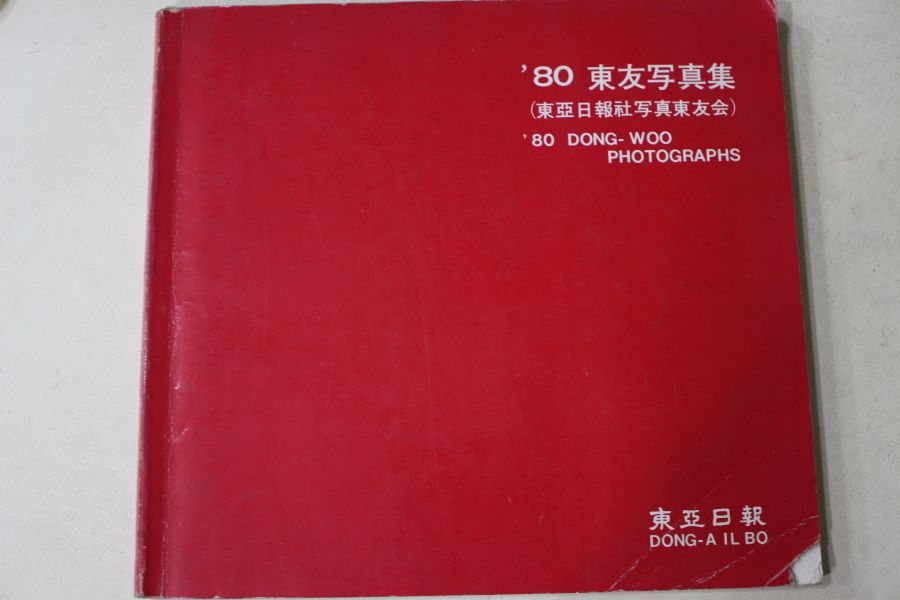 ’80 東友写真集
(東亞日報社写真東友会)
’80 DONG-WOO
PHOTOGRAPHS
東亞日報
DONG-A IL BO